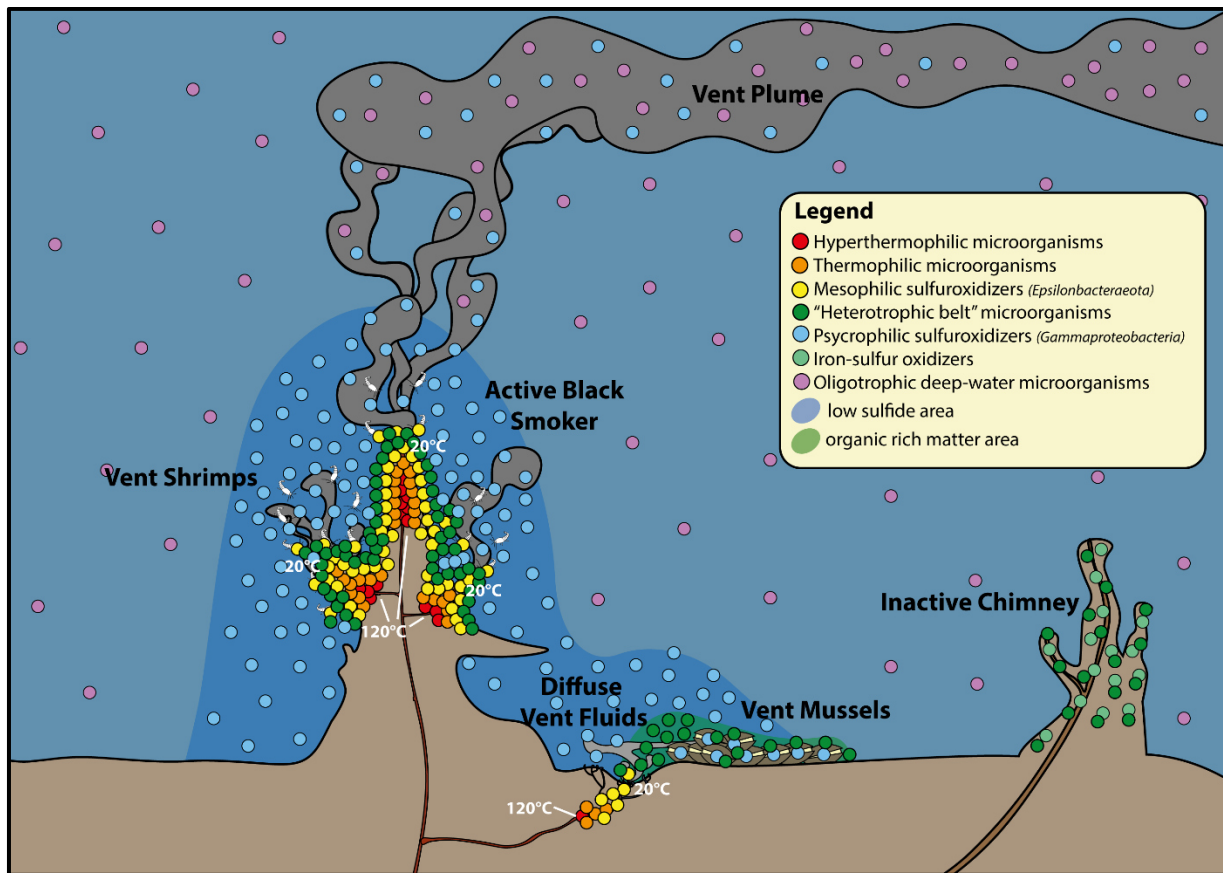 Vent Plume
Legend
Hyperthermophilic microorganisms
Thermophilic microorganisms
Mesophilic sulfuroxidizers (Epsilonbacteraeota)
“Heterotrophic belt” microorganisms
Psycrophilic sulfuroxidizers (Gammaproteobacteria)
Iron-sulfur oxidizers
Oligotrophic deep-water microorganisms
low sulfide area
organic rich matter area
Active Black
Smoker
20°C
Vent Shrimps
20°C
20°C
120°C
Inactive Chimney
Diffuse
Vent Fluids
Vent Mussels
20°C
120°C